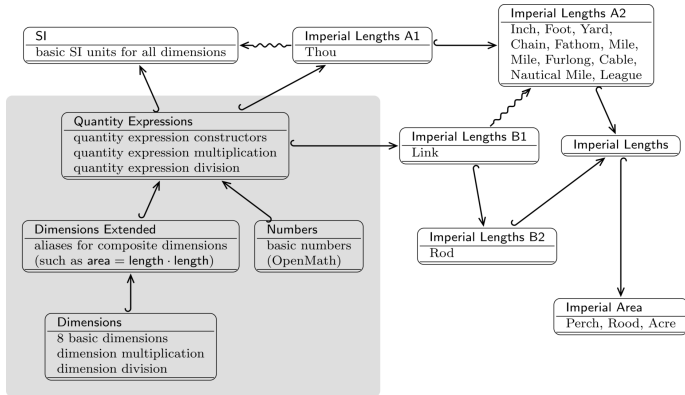 SI
basic SI units for all dimensions
Imperial Lengths A1
Thou
Imperial Lengths A2
Inch, Foot, Yard,
Chain, Fathom, Mile,
Mile, Furlong, Cable,
Nautical Mile, League
Quantity Expressions
quantity expression constructors
quantity expression multiplication
quantity expression division
Imperial Lengths B1
Link
Imperial Lengths
Dimensions Extended
aliases for composite dimensions
(such as area = length · length)
Numbers
basic numbers
(OpenMath)
Imperial Lengths B2
Rod
Dimensions
8 basic dimensions
dimension multiplication
dimension division
Imperial Area
Perch, Rood, Acre